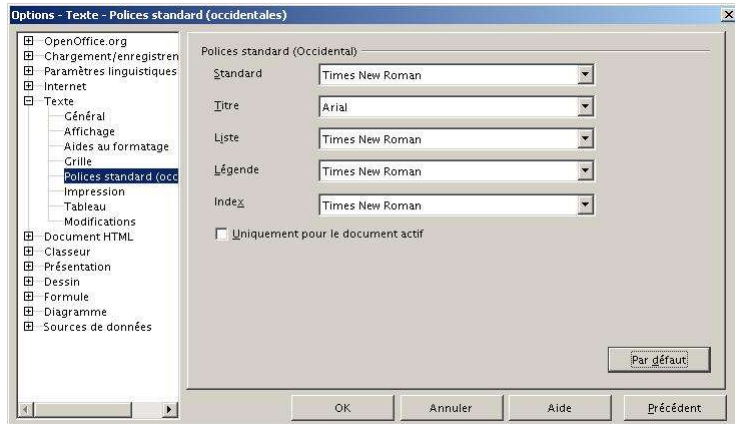 Options - Texte - Polices standard (occidentales)
OpenOffice.org
Chargement/enregistren
Paramètres linguistiques
Internet
Texte
Général
Affichage
Aides au formatage
Grille
Polices standard (occ
Impression
Tableau
Modifications
Document HTML
Classeur
Présentation
Dessin
Formule
Diagramme
Sources de données
Polices standard (Occidental)
Standard Times New Roman
Titre Arial
Liste Times New Roman
Légende Times New Roman
Index Times New Roman
Uniquement pour le document actif
Par défaut
OK Annuler Aide Précédent